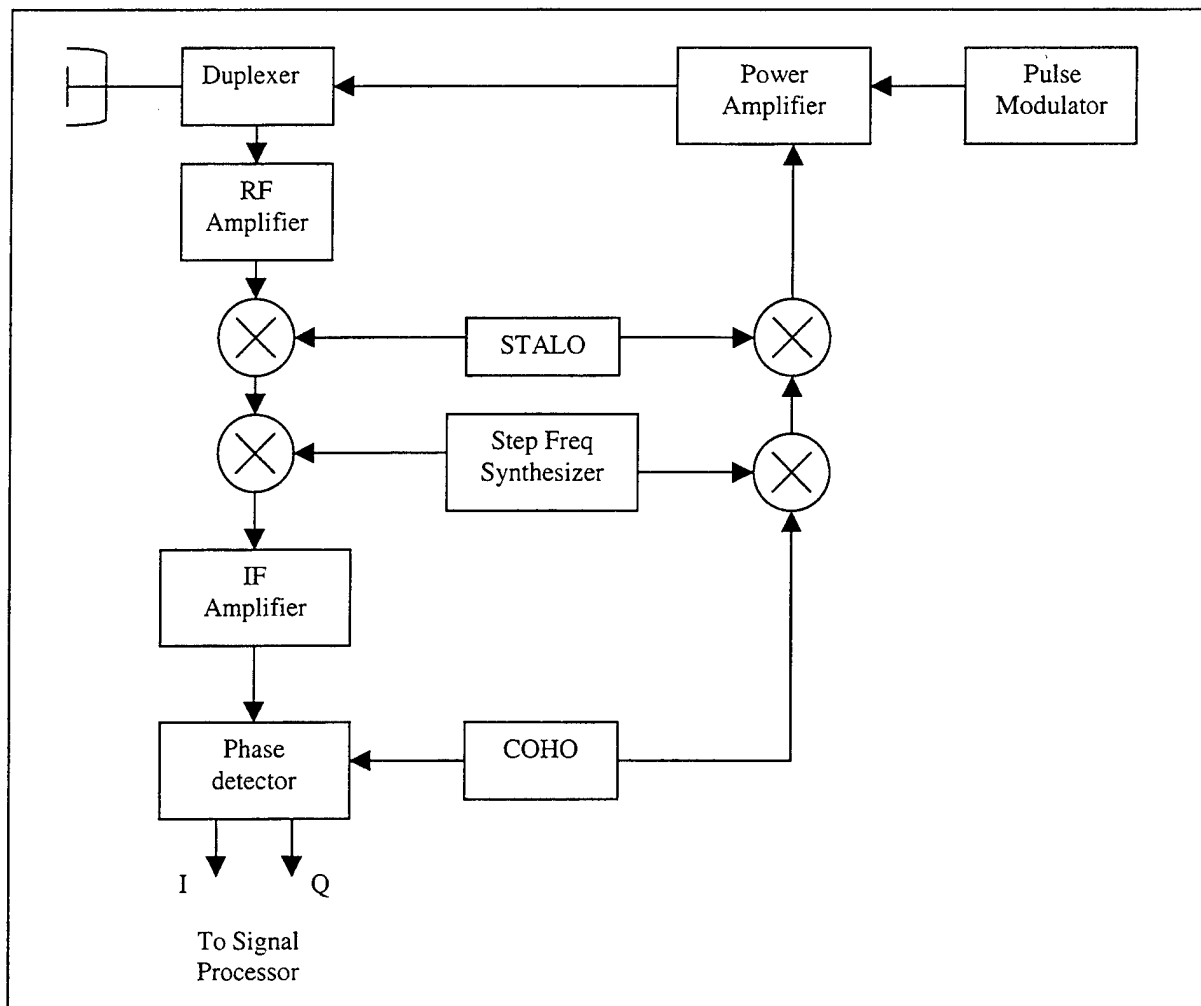 Duplexer
Power
Amplifier
Pulse
Modulator
RF
Amplifier
STALO
Step Freq
Synthesizer
IF
Amplifier
Phase
detector
COHO
I
Q
To Signal
Processor